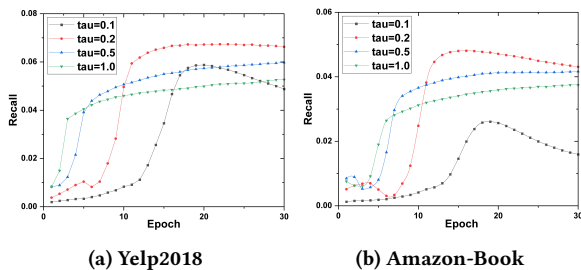 (a)
0.08
0.06
0.04
0.02
0.00
Recall
tau=0.1
tau=0.2
tau=0.5
tau=1.0
0
10
20
30
Epoch
(a) Yelp2018
(b)
0.06
0.04
0.02
0.00
Recall
tau=0.1
tau=0.2
tau=0.5
tau=1.0
0
10
20
30
Epoch
(b) Amazon-Book